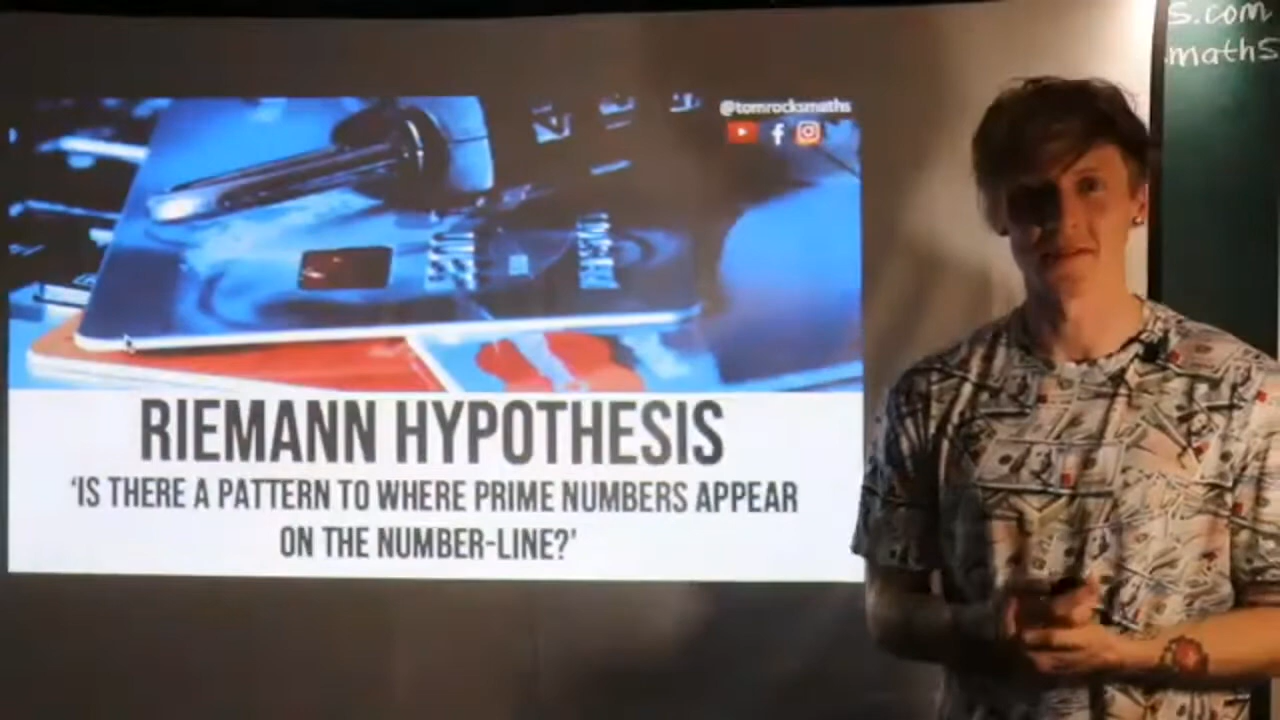 s.com
maths
@tomrocksmaths
RIEMANN HYPOTHESIS
'IS THERE A PATTERN TO WHERE PRIME NUMBERS APPEAR
ON THE NUMBER-LINE?'